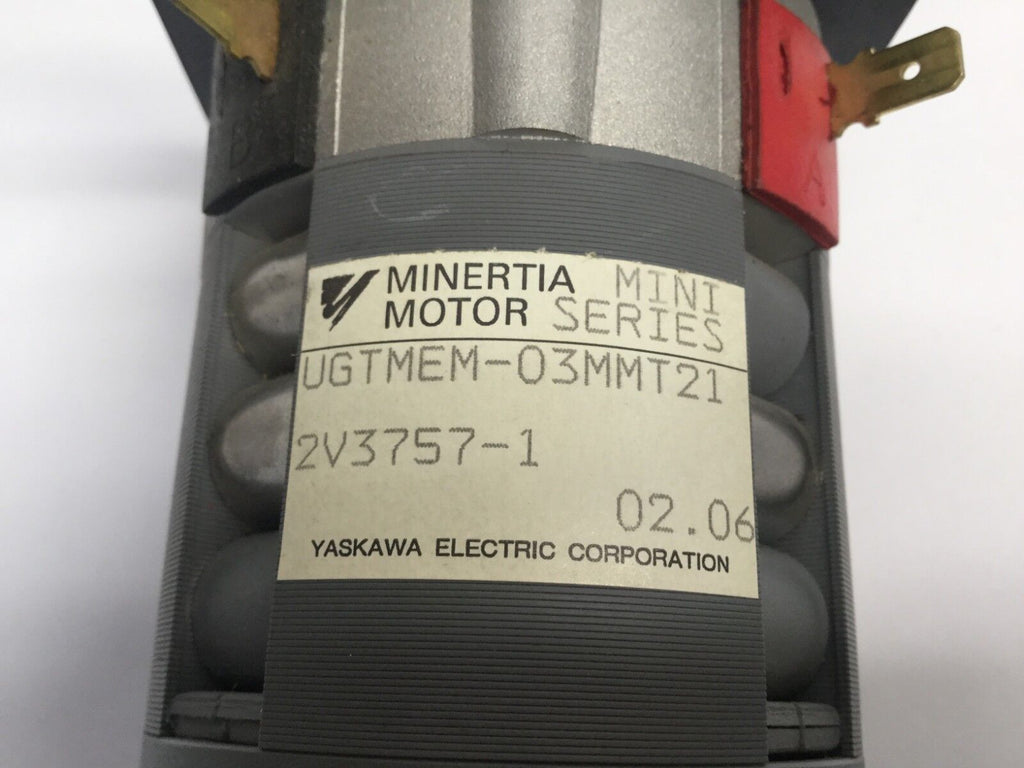 B
A
MINERTIA MINI
MOTOR SERIES
UGTMEM-03MMT21
2V3757-1
02.06
YASKAWA ELECTRIC CORPORATION